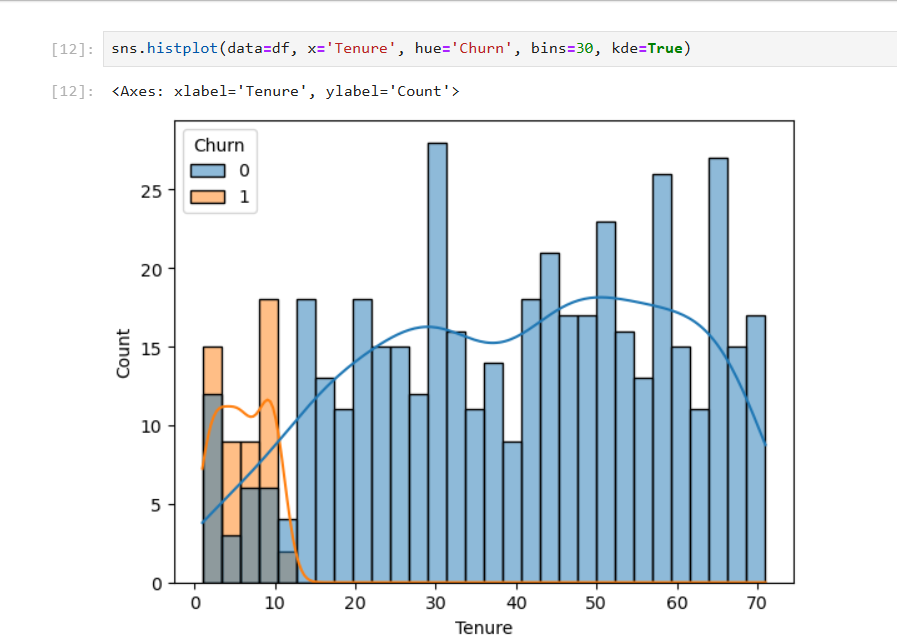 [12]: sns.histplot(data=df, x='Tenure', hue='Churn', bins=30, kde=True)
[12]: <Axes: xlabel='Tenure', ylabel='Count'>
Churn
0
1
25
20
15
10
5
0
Count
0 10 20 30 40 50 60 70
Tenure